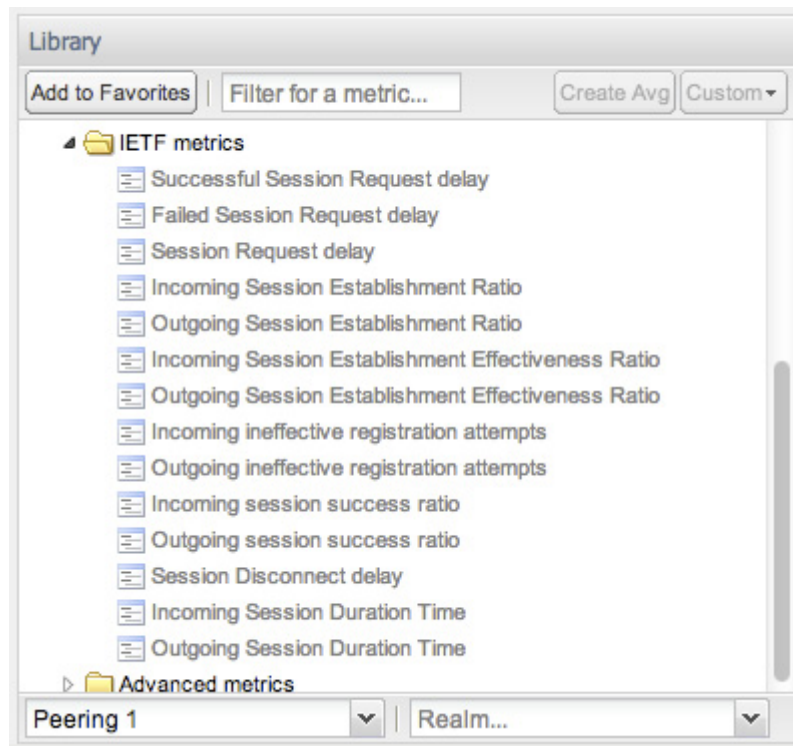 Library
Add to Favorites | Filter for a metric... Create Avg Custom
IETF metrics
Successful Session Request delay
Failed Session Request delay
Session Request delay
Incoming Session Establishment Ratio
Outgoing Session Establishment Ratio
Incoming Session Establishment Effectiveness Ratio
Outgoing Session Establishment Effectiveness Ratio
Incoming ineffective registration attempts
Outgoing ineffective registration attempts
Incoming session success ratio
Outgoing session success ratio
Session Disconnect delay
Incoming Session Duration Time
Outgoing Session Duration Time
Advanced metrics
Peering 1 | Realm...